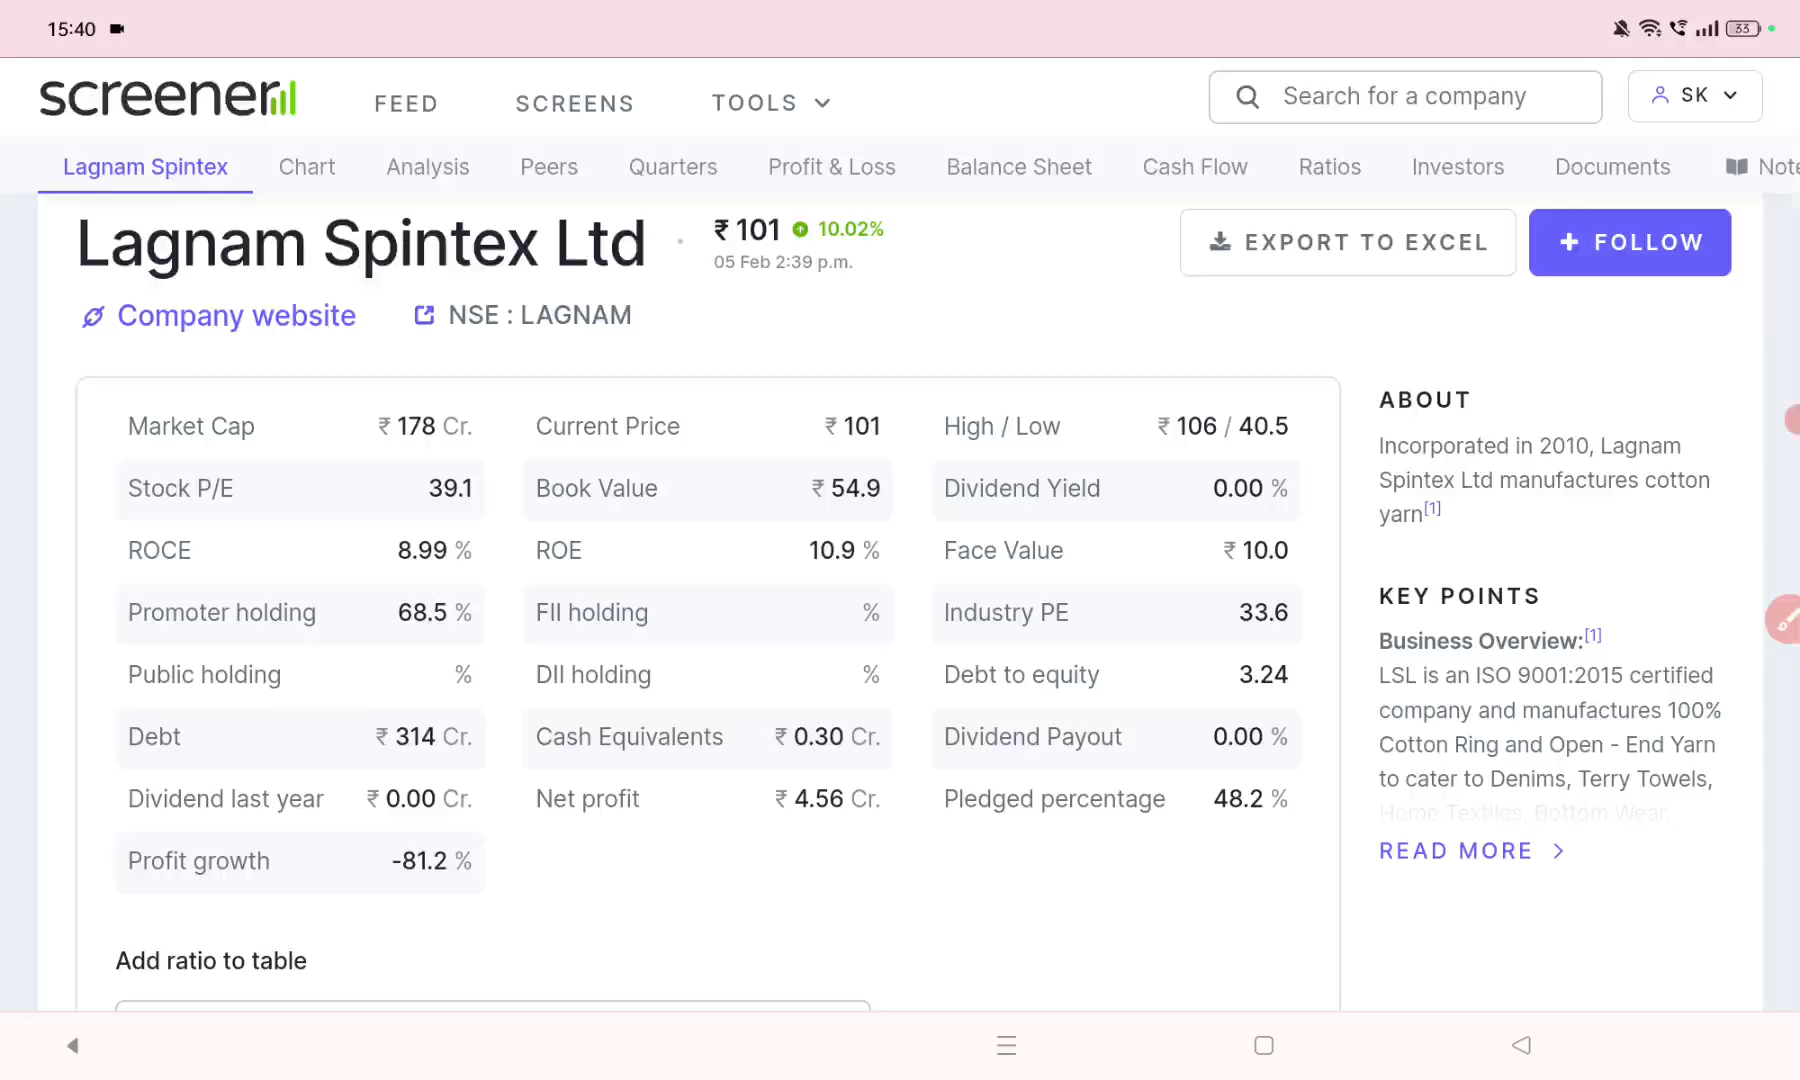 15:40
33
screener
FEED
SCREENS
TOOLS
Search for a company
SK
Lagnam Spintex
Chart
Analysis
Peers
Quarters
Profit & Loss
Balance Sheet
Cash Flow
Ratios
Investors
Documents
Note
Lagnam Spintex Ltd
₹ 101 10.02%
05 Feb 2:39 p.m.
EXPORT TO EXCEL
+ FOLLOW
Company website
NSE : LAGNAM
Market Cap ₹ 178 Cr.
Current Price ₹ 101
High / Low ₹ 106 / 40.5
Stock P/E 39.1
Book Value ₹ 54.9
Dividend Yield 0.00 %
ROCE 8.99 %
ROE 10.9 %
Face Value ₹ 10.0
Promoter holding 68.5 %
FII holding %
Industry PE 33.6
Public holding %
DII holding %
Debt to equity 3.24
Debt ₹ 314 Cr.
Cash Equivalents ₹ 0.30 Cr.
Dividend Payout 0.00 %
Dividend last year ₹ 0.00 Cr.
Net profit ₹ 4.56 Cr.
Pledged percentage 48.2 %
Profit growth -81.2 %
Add ratio to table
ABOUT
Incorporated in 2010, Lagnam
Spintex Ltd manufactures cotton
yarn[1]
KEY POINTS
Business Overview:[1]
LSL is an ISO 9001:2015 certified
company and manufactures 100%
Cotton Ring and Open - End Yarn
to cater to Denims, Terry Towels,
Home Textiles, Bottom Wear,
READ MORE